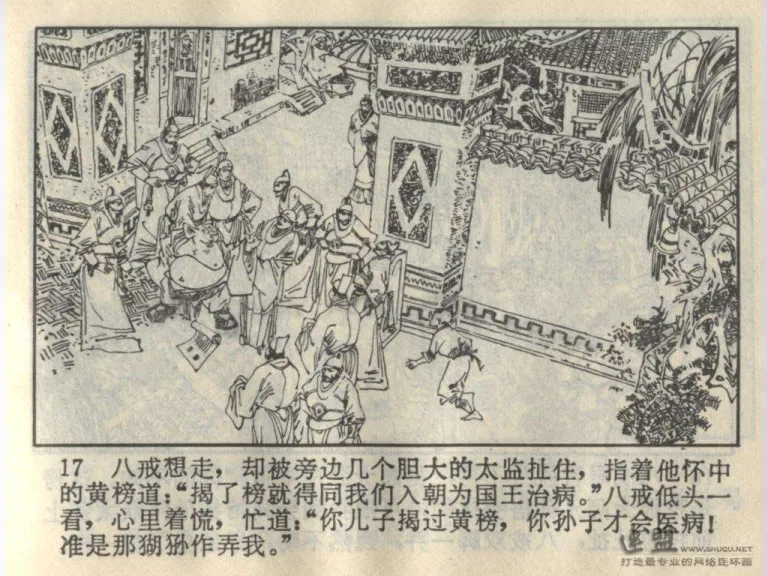 17 八戒想走，却被旁边几个胆大的太监扯住，指着他怀中
的黄榜道：“揭了榜就得同我们入朝为国王治病。”八戒低头一
看，心里着慌，忙道：“你儿子揭过黄榜，你孙子才会医病！
准是那猢狲作弄我。”
连盟 WWW.SHUQU.NET
打造最专业的网络连环画